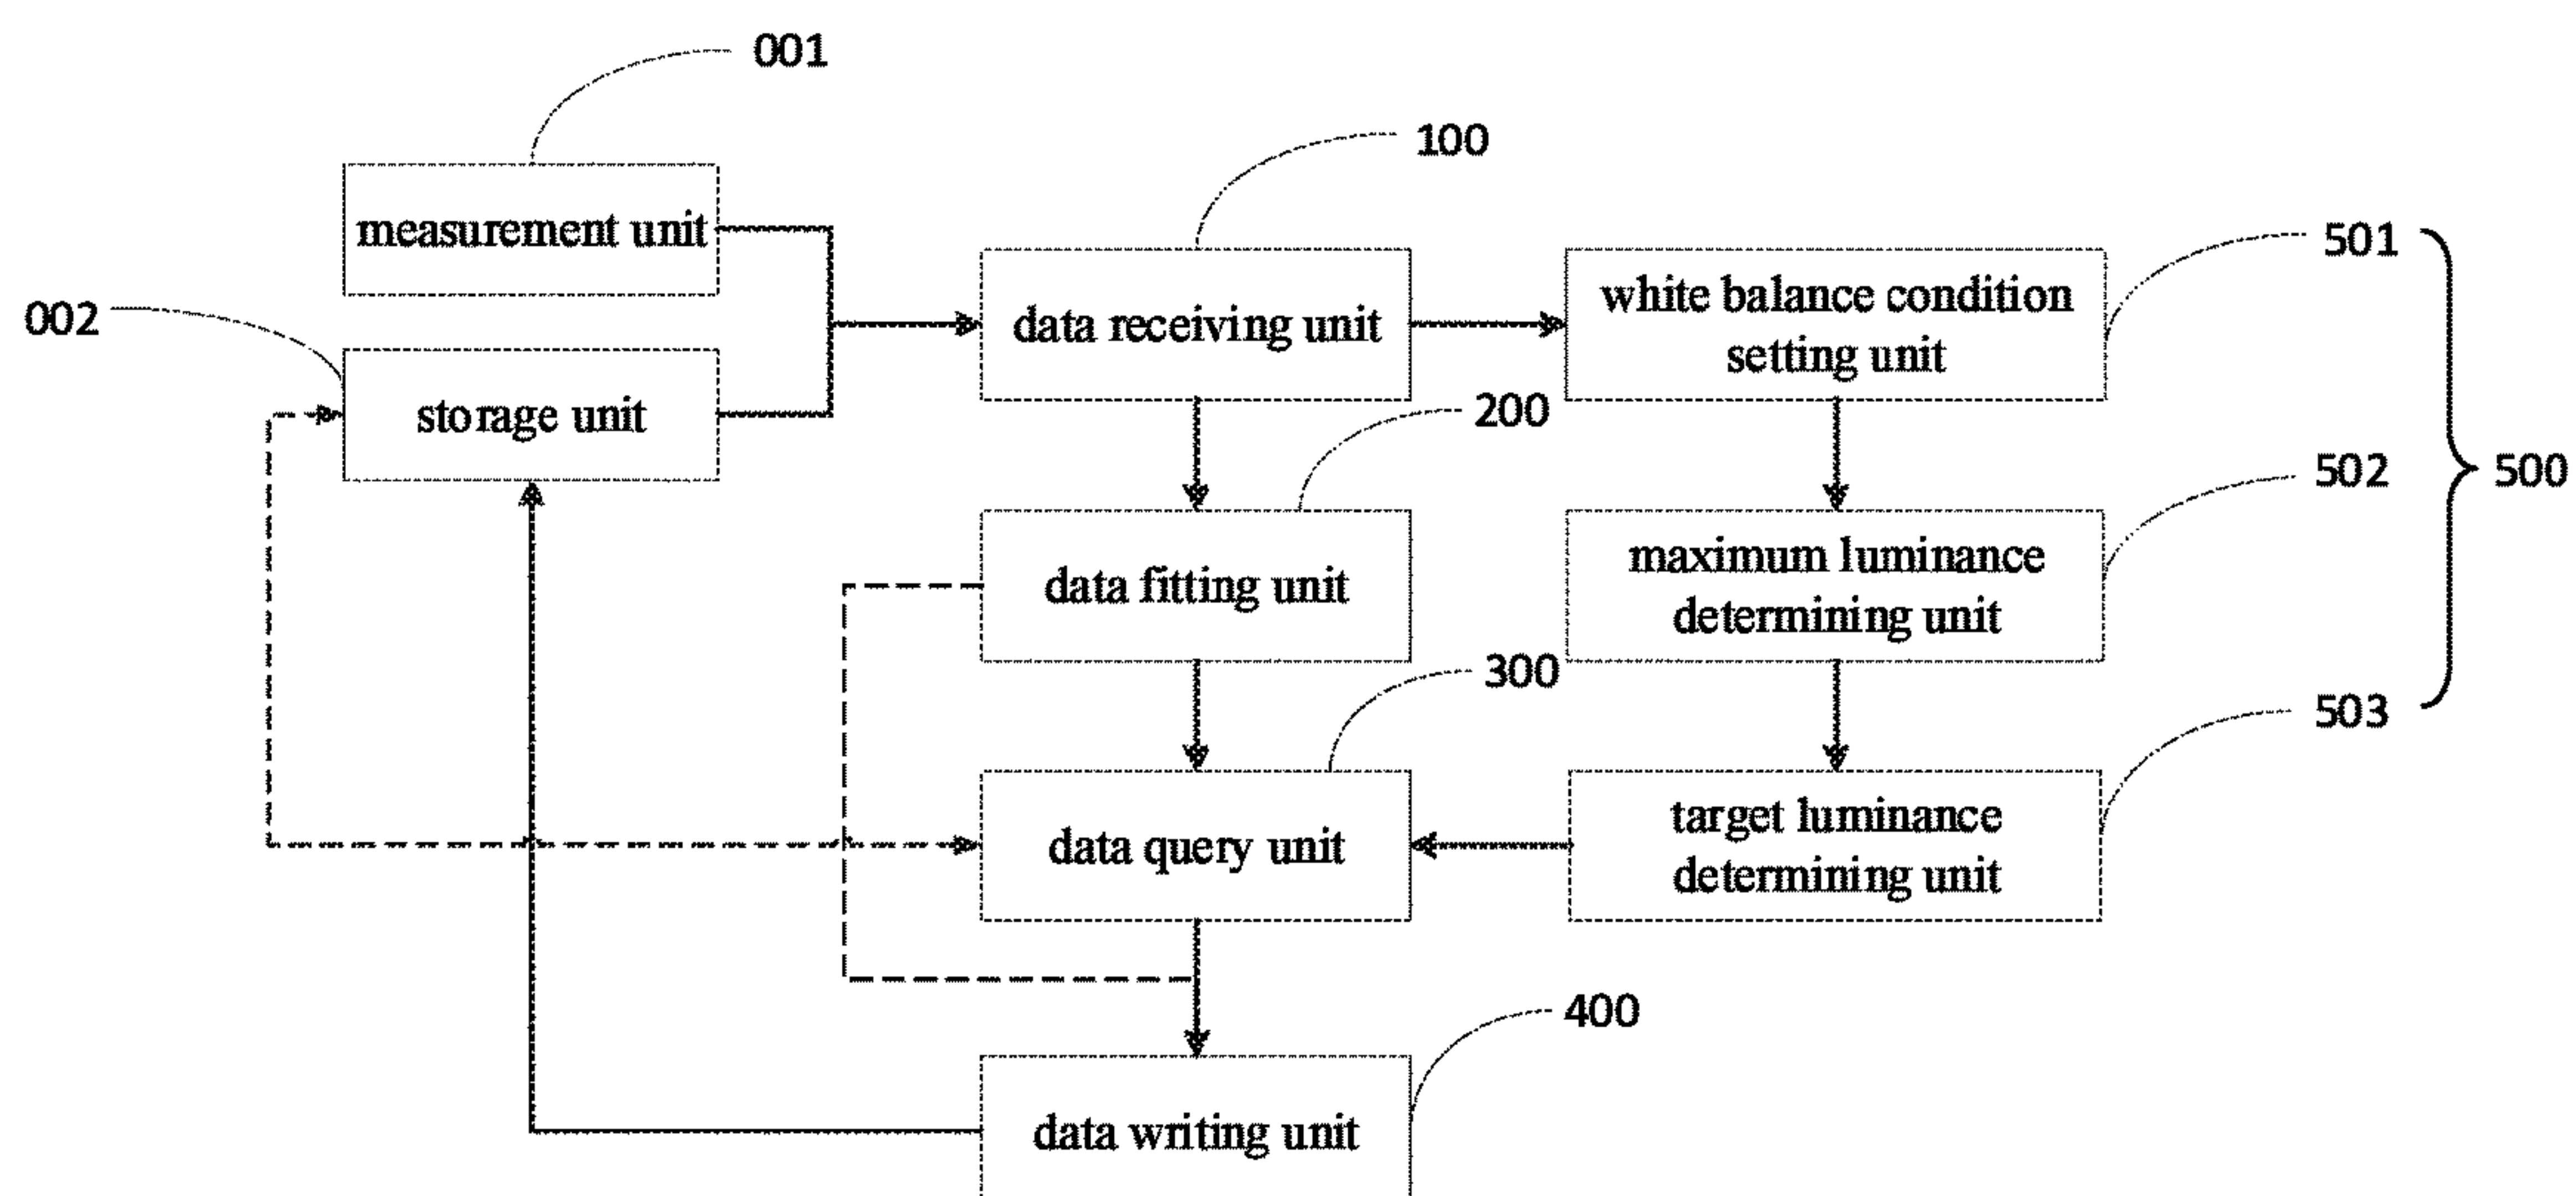 001
100
measurement unit
501
002
data receiving unit
white balance condition
setting unit
storage unit
200
502
500
data fitting unit
maximum luminance
determining unit
300
503
data query unit
target luminance
determining unit
400
data writing unit